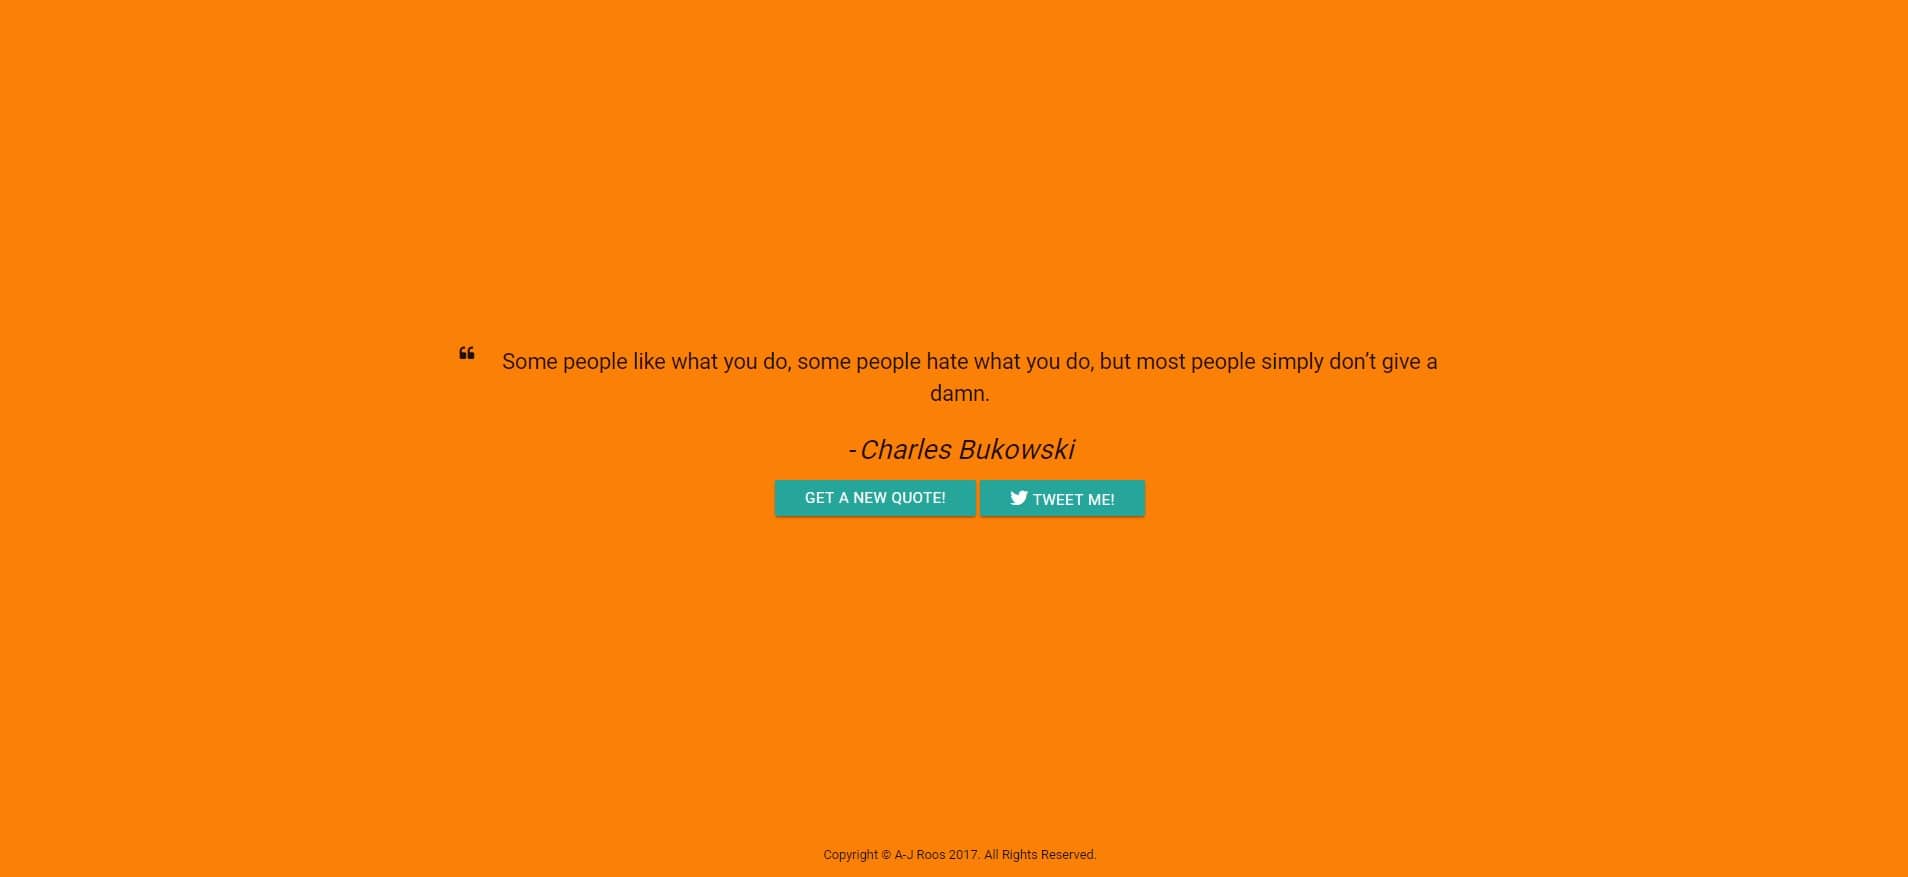 ❝ Some people like what you do, some people hate what you do, but most people simply don’t give a
damn.
- Charles Bukowski
GET A NEW QUOTE! TWEET ME!
Copyright © A-J Roos 2017. All Rights Reserved.